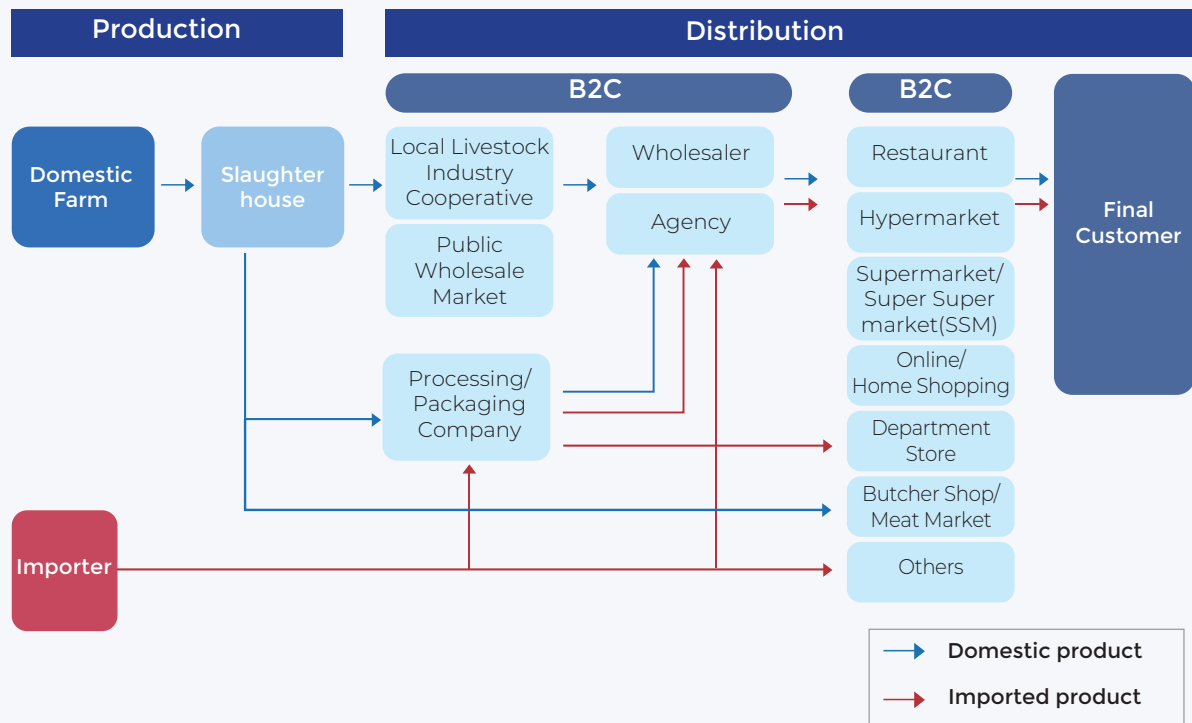 Production
Distribution
B2C
B2C
Domestic
Farm
Slaughter
house
Local Livestock
Industry
Cooperative
Public
Wholesale
Market
Processing/
Packaging
Company
Wholesaler
Agency
Restaurant
Hypermarket
Supermarket/
Super Super
market(SSM)
Online/
Home Shopping
Department
Store
Butcher Shop/
Meat Market
Others
Final
Customer
Importer
Domestic product
Imported product